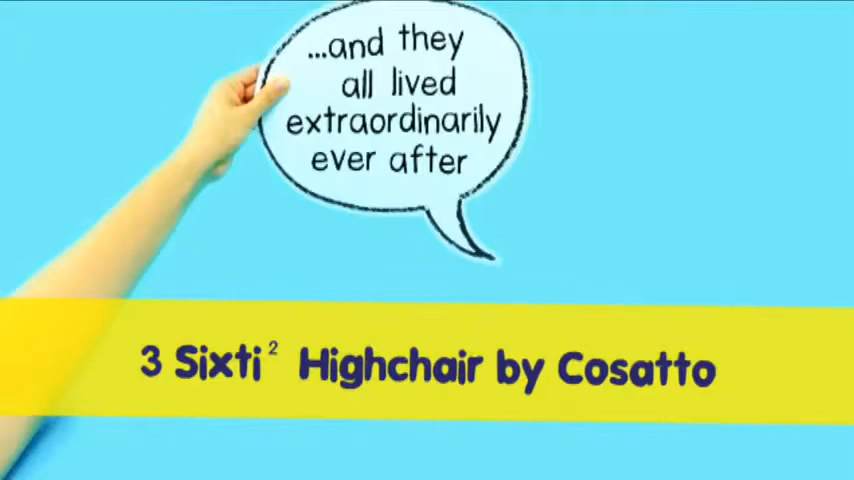 ...and they
all lived
extraordinarily
ever after
3 Sixti² Highchair by Cosatto